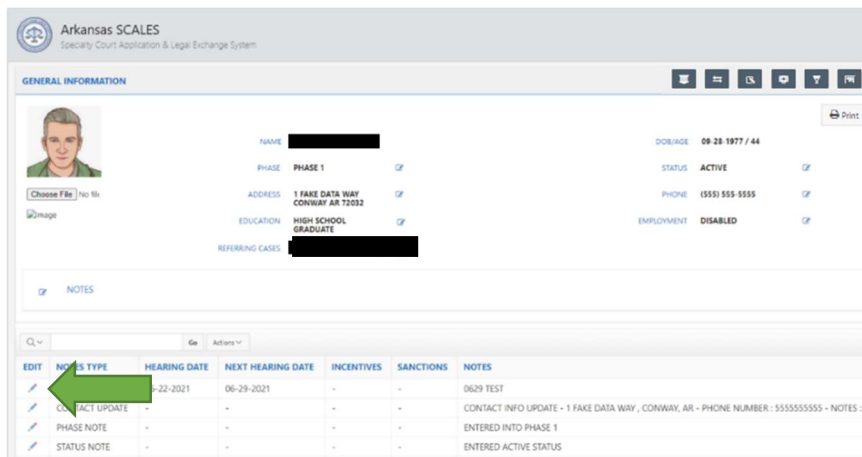 Arkansas SCALES
Specialty Court Application & Legal Exchange System
GENERAL INFORMATION
Print
NAME
DOB/AGE 09-28-1977 / 44
PHASE PHASE 1
STATUS ACTIVE
Choose File No file
ADDRESS 1 FAKE DATA WAY
CONWAY AR 72032
PHONE (555) 555-5555
Image
EDUCATION HIGH SCHOOL
GRADUATE
EMPLOYMENT DISABLED
REFERRING CASES
NOTES
Go Actions
EDIT NOTES TYPE HEARING DATE NEXT HEARING DATE INCENTIVES SANCTIONS NOTES
-22-2021 06-29-2021 - - 0629 TEST
CONTACT UPDATE - - - - CONTACT INFO UPDATE - 1 FAKE DATA WAY , CONWAY, AR - PHONE NUMBER : 5555555555 - NOTES :
PHASE NOTE - - - - ENTERED INTO PHASE 1
STATUS NOTE - - - - ENTERED ACTIVE STATUS